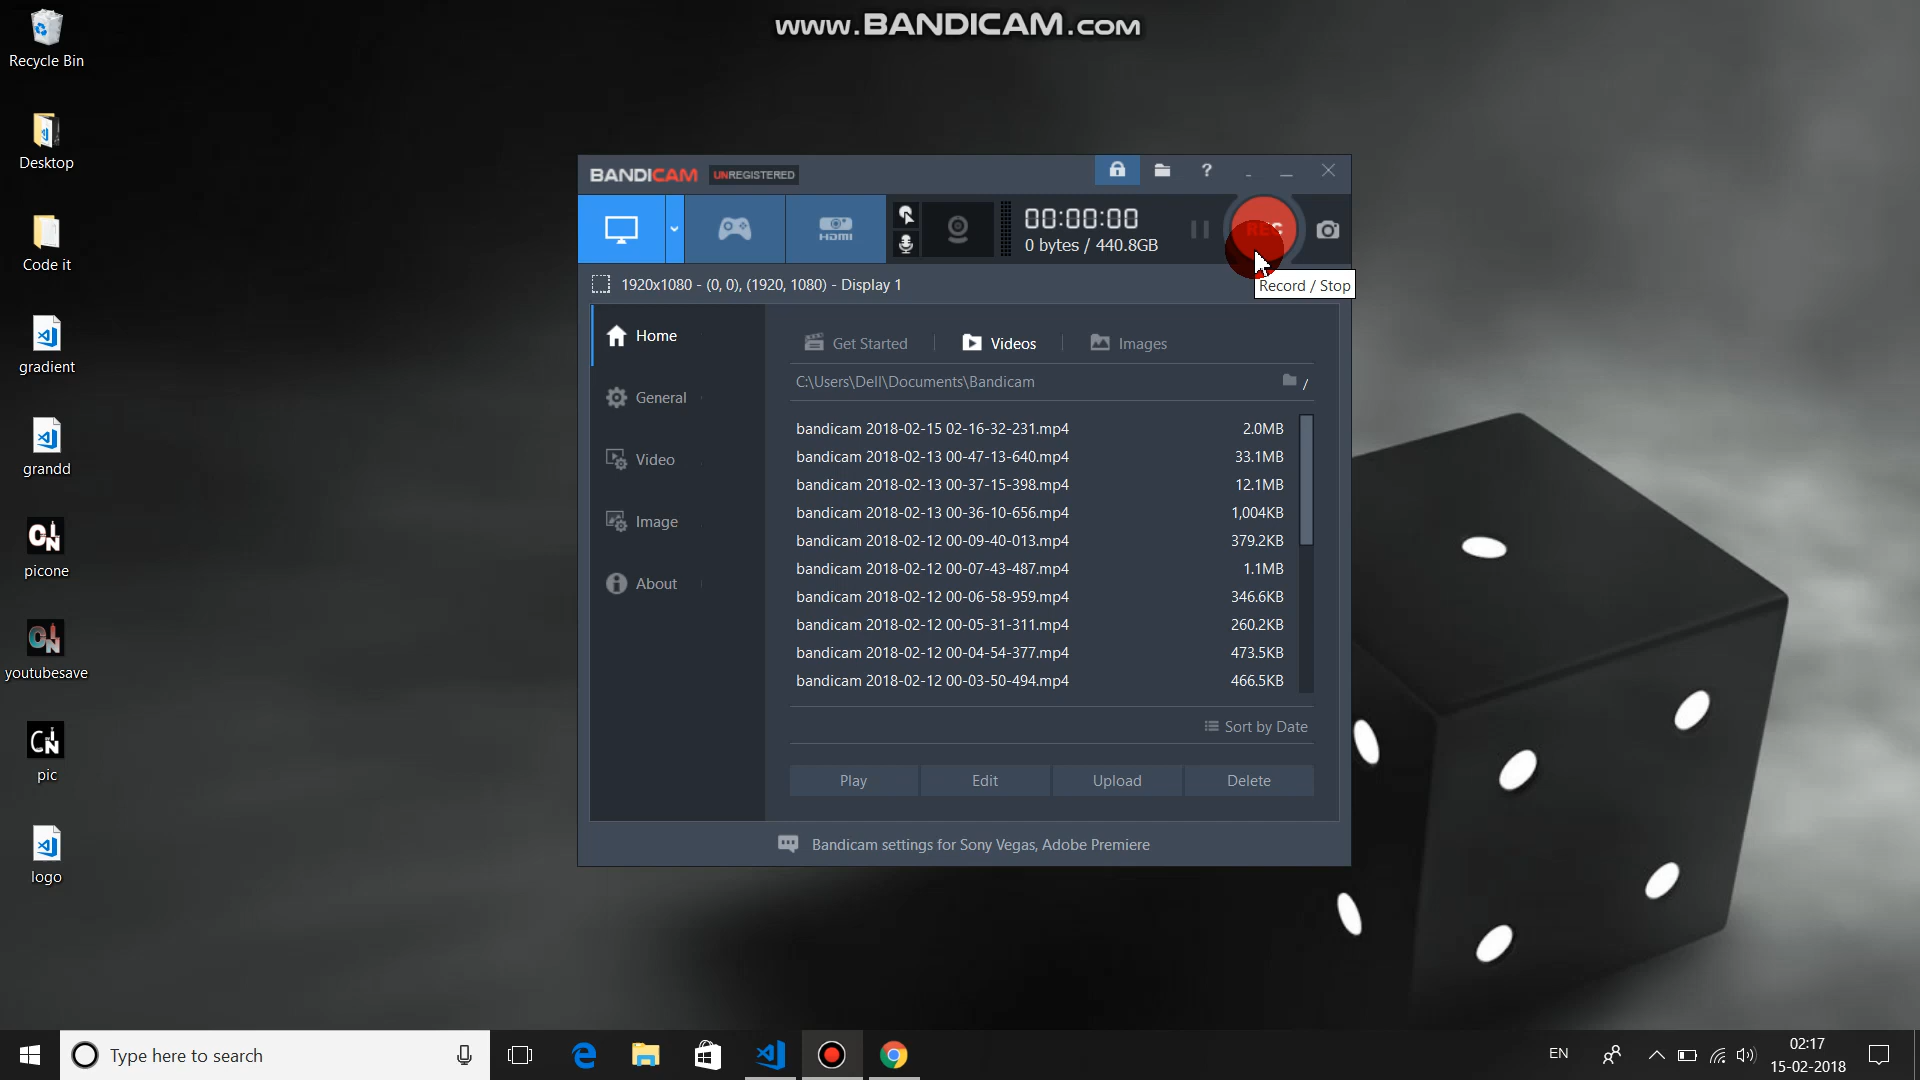 www.BANDICAM.COM
Recycle Bin
Desktop
Code it
gradient
grandd
picone
youtubesave
pic
logo
BANDICAM UNREGISTERED
?
HDMI
00:00:00
0 bytes / 440.8GB
REC
Record / Stop
1920x1080 - (0, 0), (1920, 1080) - Display 1
Home
General
Video
Image
About
Get Started
Videos
Images
C:\Users\Dell\Documents\Bandicam
bandicam 2018-02-15 02-16-32-231.mp4 2.0MB
bandicam 2018-02-13 00-47-13-640.mp4 33.1MB
bandicam 2018-02-13 00-37-15-398.mp4 12.1MB
bandicam 2018-02-13 00-36-10-656.mp4 1,004KB
bandicam 2018-02-12 00-09-40-013.mp4 379.2KB
bandicam 2018-02-12 00-07-43-487.mp4 1.1MB
bandicam 2018-02-12 00-06-58-959.mp4 346.6KB
bandicam 2018-02-12 00-05-31-311.mp4 260.2KB
bandicam 2018-02-12 00-04-54-377.mp4 473.5KB
bandicam 2018-02-12 00-03-50-494.mp4 466.5KB
Sort by Date
Play Edit Upload Delete
Bandicam settings for Sony Vegas, Adobe Premiere
Type here to search
EN
02:17
15-02-2018